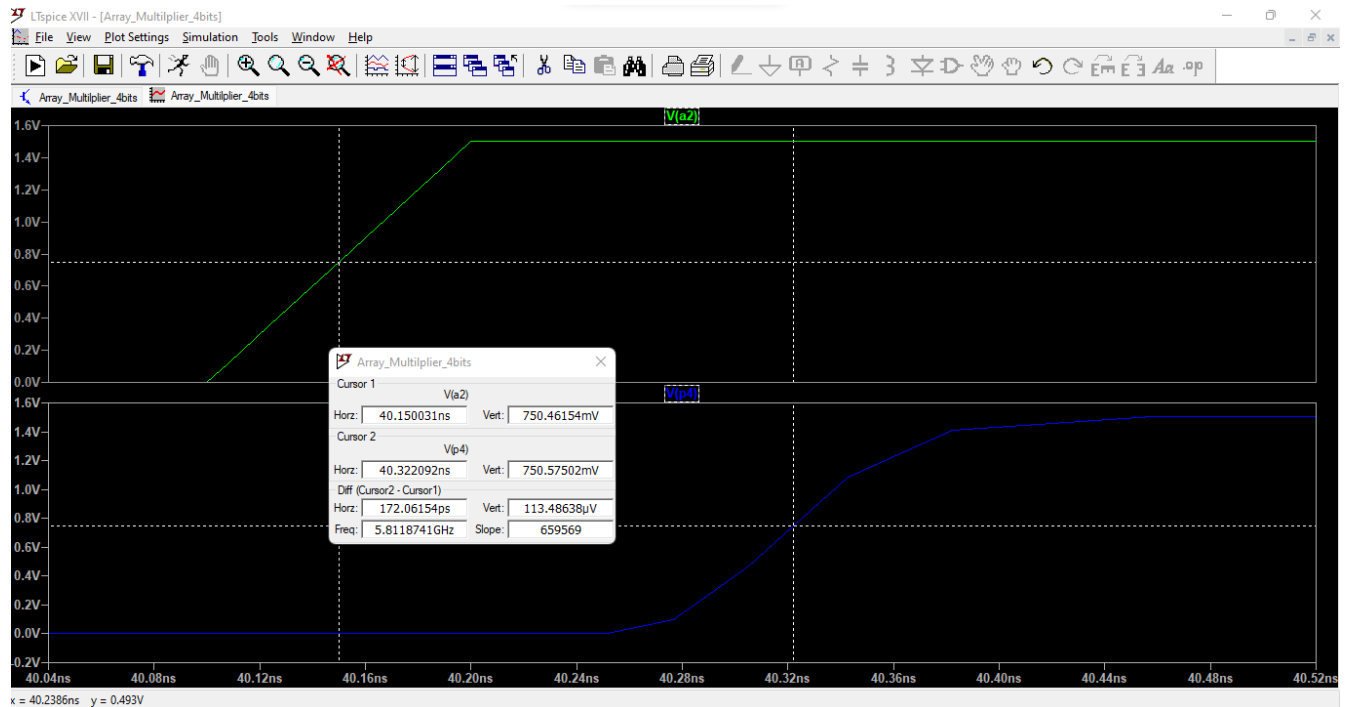 LTspice XVII - [Array_Multilplier_4bits]
File View Plot Settings Simulation Tools Window Help
Aa .op
Array_Multilplier_4bits Array_Multilplier_4bits
V(a2)
1.6V
1.4V
1.2V
1.0V
0.8V
0.6V
0.4V
0.2V
0.0V
Array_Multilplier_4bits
Cursor 1
V(a2)
Horz: 40.150031ns Vert: 750.46154mV
Cursor 2
V(p4)
Horz: 40.322092ns Vert: 750.57502mV
Diff (Cursor2 - Cursor1)
Horz: 172.06154ps Vert: 113.48638µV
Freq: 5.8118741GHz Slope: 659569
V(p4)
1.6V
1.4V
1.2V
1.0V
0.8V
0.6V
0.4V
0.2V
0.0V
-0.2V
40.04ns 40.08ns 40.12ns 40.16ns 40.20ns 40.24ns 40.28ns 40.32ns 40.36ns 40.40ns 40.44ns 40.48ns 40.52ns
x = 40.2386ns y = 0.493V